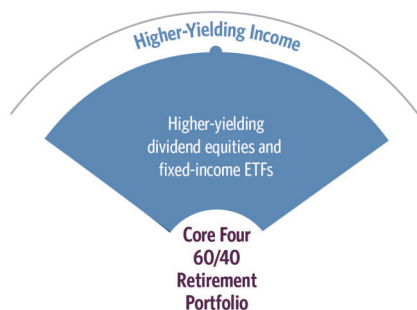 Higher-Yielding Income
Higher-yielding
dividend equities and
fixed-income ETFs
Core Four
60/40
Retirement
Portfolio